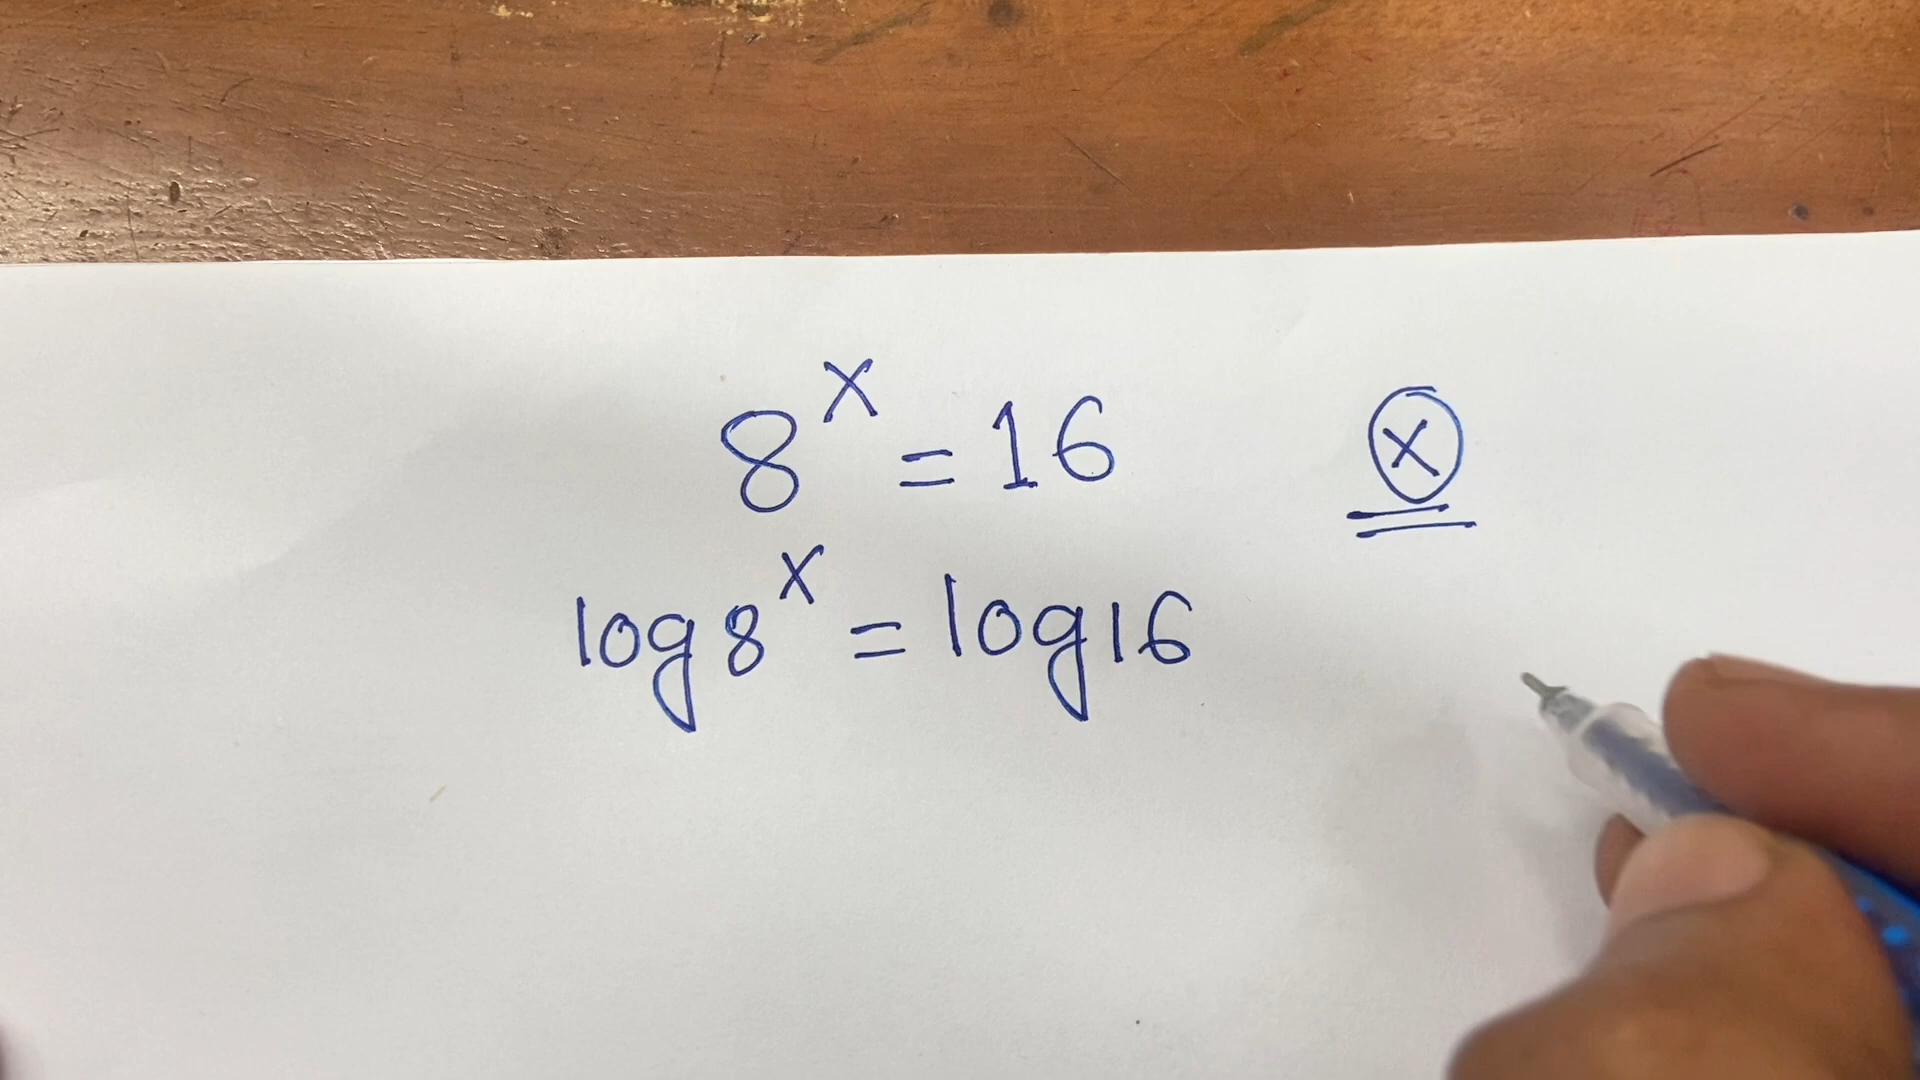 8^x = 16 x
log 8^x = log 16